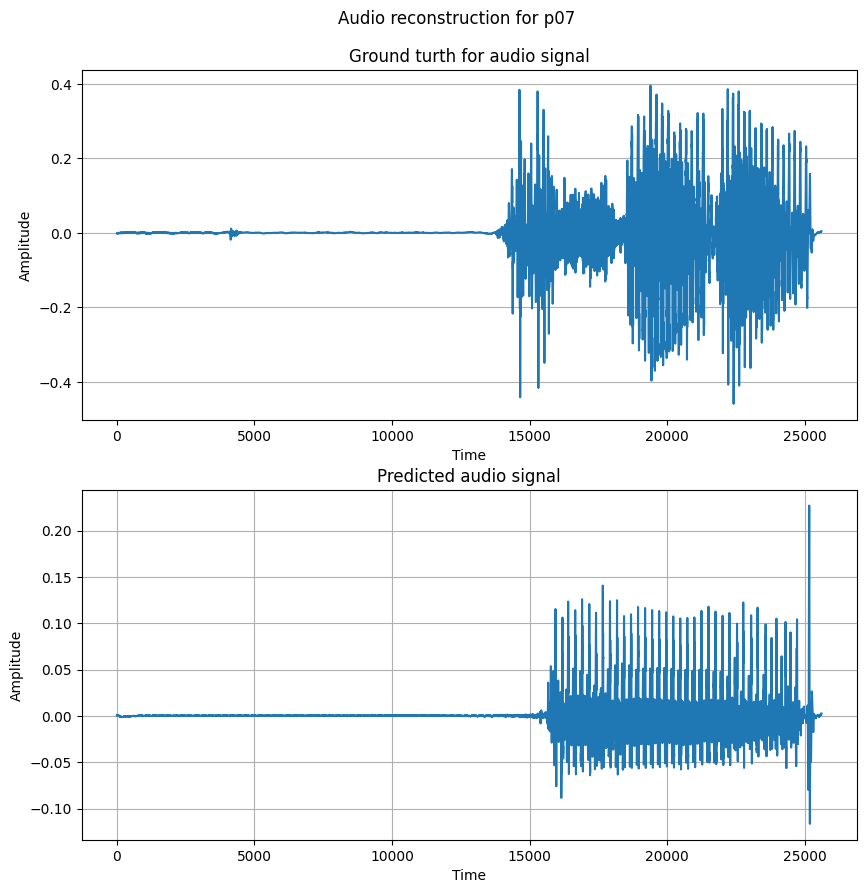 Audio reconstruction for p07
Ground turth for audio signal
0.4
0.2
0.0
−0.2
−0.4
Amplitude
0 5000 10000 15000 20000 25000
Time
Predicted audio signal
0.20
0.15
0.10
0.05
0.00
−0.05
−0.10
Amplitude
0 5000 10000 15000 20000 25000
Time